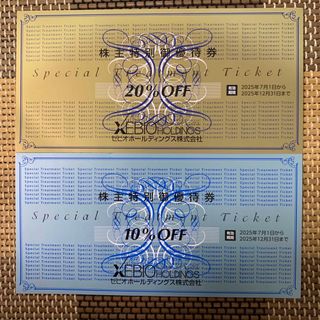 株主特別御優待券
Special Treatment Ticket
20%OFF
2025年7月1日から
2025年12月31日まで
XEBIO HOLDINGS
ゼビオホールディングス株式会社
株主特別御優待券
Special Treatment Ticket
10%OFF
2025年7月1日から
2025年12月31日まで
XEBIO HOLDINGS
ゼビオホールディングス株式会社